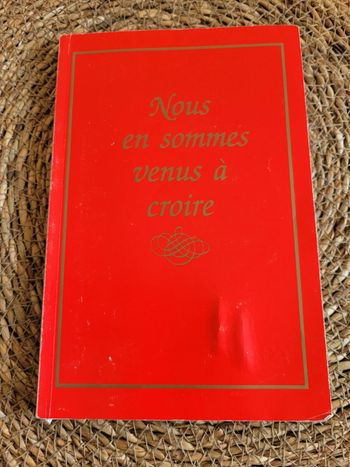 Nous
en sommes
venus à
croire